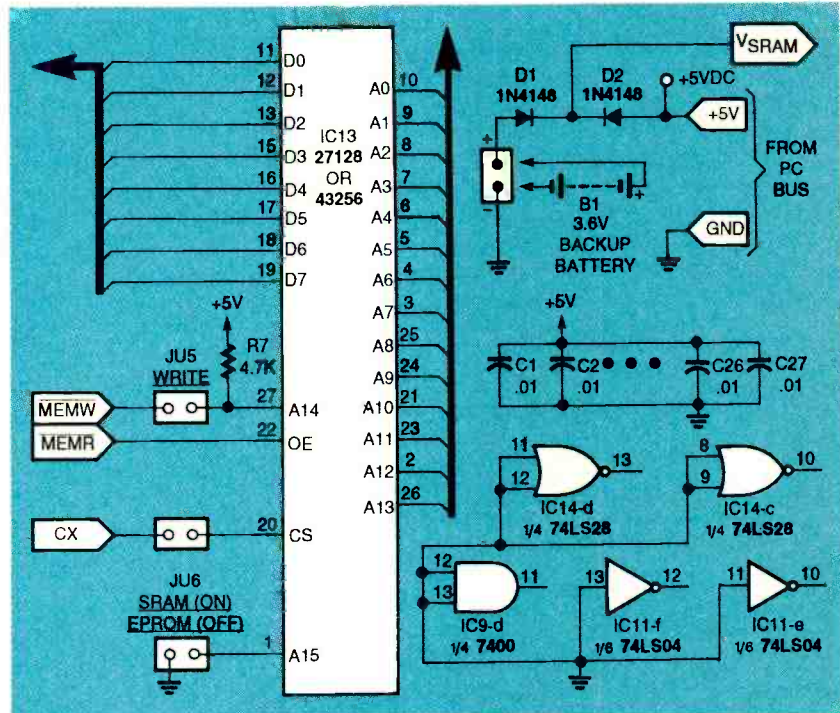 11 D0
12 D1
13 D2
15 D3
16 D4
17 D5
18 D6
19 D7
IC13
27128
OR
43256
A0 10
A1 9
A2 8
A3 7
A4 6
A5 5
A6 4
A7 3
A8 25
A9 24
A10 21
A11 23
A12 2
A13 26
+5V
R7
4.7K
JU5
WRITE
MEMW
27 A14
MEMR
22 OE
CX
20 CS
JU6
SRAM (ON)
EPROM (OFF)
1 A15
VSRAM
D1
1N4148
D2
1N4148
+5VDC
+5V
FROM
PC
BUS
GND
+
−
+
B1
3.6V
BACKUP
BATTERY
+5V
C1
.01
C2
.01
C26
.01
C27
.01
11
12
13
IC14-d
1/4 74LS28
8
9
10
IC14-c
1/4 74LS28
12
13
11
IC9-d
1/4 7400
13
12
IC11-f
1/6 74LS04
11
10
IC11-e
1/6 74LS04